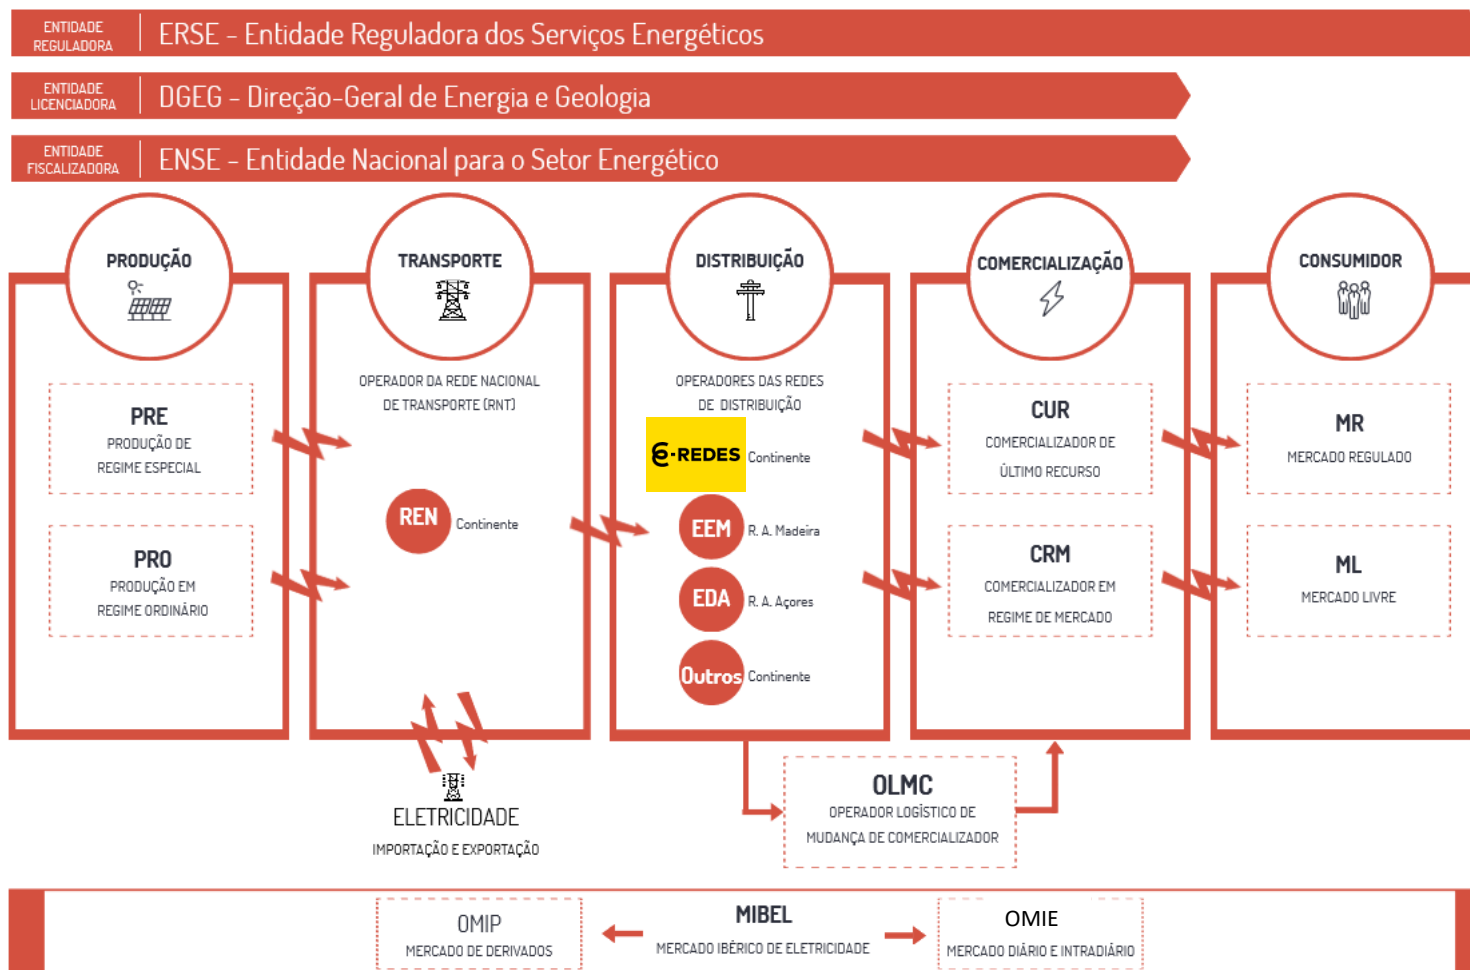 ENTIDADE
REGULADORA
ERSE - Entidade Reguladora dos Serviços Energéticos
ENTIDADE
LICENCIADORA
DGEG - Direção-Geral de Energia e Geologia
ENTIDADE
FISCALIZADORA
ENSE - Entidade Nacional para o Setor Energético
PRODUÇÃO
PRE
PRODUÇÃO DE
REGIME ESPECIAL
PRO
PRODUÇÃO EM
REGIME ORDINÁRIO
TRANSPORTE
OPERADOR DA REDE NACIONAL
DE TRANSPORTE (RNT)
REN Continente
ELETRICIDADE
IMPORTAÇÃO E EXPORTAÇÃO
DISTRIBUIÇÃO
OPERADORES DAS REDES
DE DISTRIBUIÇÃO
E-REDES Continente
EEM R. A. Madeira
EDA R. A. Açores
Outros Continente
COMERCIALIZAÇÃO
CUR
COMERCIALIZADOR DE
ÚLTIMO RECURSO
CRM
COMERCIALIZADOR EM
REGIME DE MERCADO
OLMC
OPERADOR LOGÍSTICO DE
MUDANÇA DE COMERCIALIZADOR
CONSUMIDOR
MR
MERCADO REGULADO
ML
MERCADO LIVRE
OMIP
MERCADO DE DERIVADOS
MIBEL
MERCADO IBÉRICO DE ELETRICIDADE
OMIE
MERCADO DIÁRIO E INTRADIÁRIO